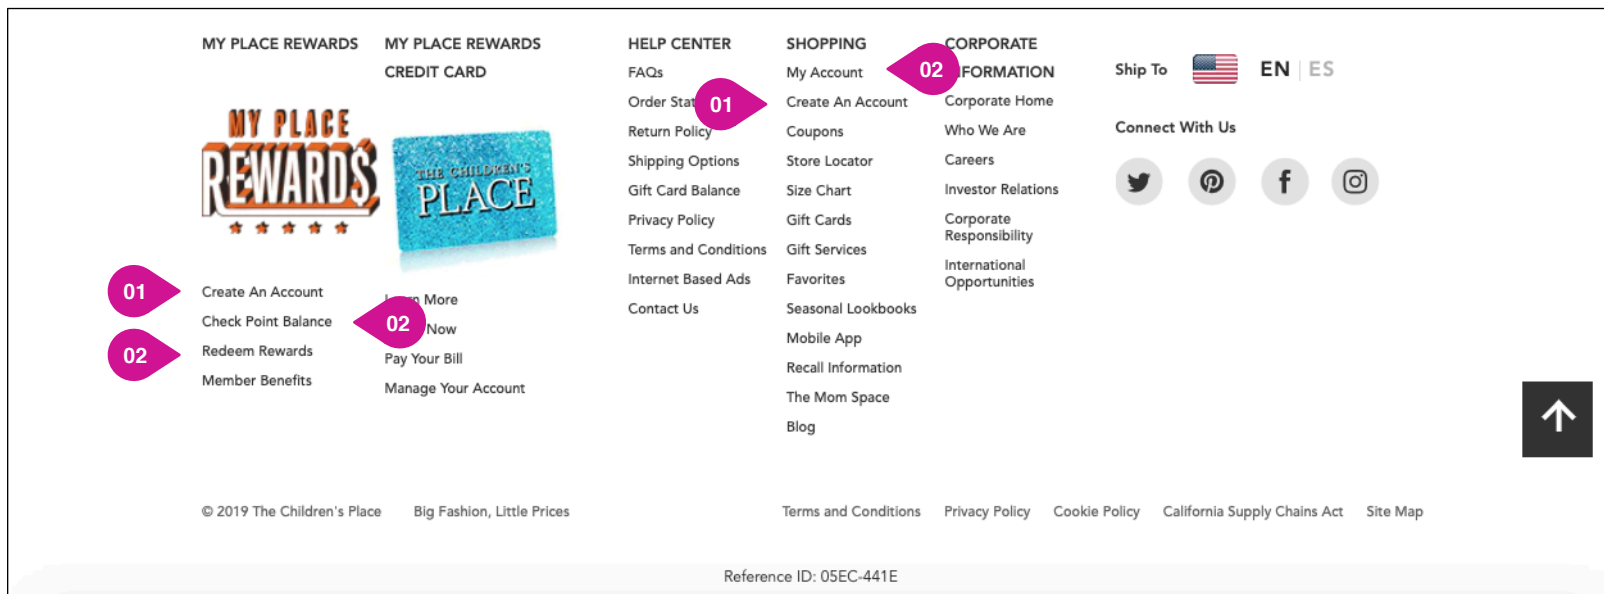 MY PLACE REWARDS
MY PLACE
REWARD$
01
Create An Account
Check Point Balance
02
02
Redeem Rewards
Member Benefits
MY PLACE REWARDS
CREDIT CARD
THE CHILDREN'S
PLACE
More
Now
Pay Your Bill
Manage Your Account
HELP CENTER
FAQs
Order
Return Policy
Shipping Options
Gift Card Balance
Privacy Policy
Terms and Conditions
Internet Based Ads
Contact Us
SHOPPING
My Account
02
01
Create An Account
Coupons
Store Locator
Size Chart
Gift Cards
Gift Services
Favorites
Seasonal Lookbooks
Mobile App
Recall Information
The Mom Space
Blog
CORPORATE
NFORMATION
Corporate Home
Who We Are
Careers
Investor Relations
Corporate
Responsibility
International
Opportunities
Ship To
EN | ES
Connect With Us
© 2019 The Children's Place
Big Fashion, Little Prices
Terms and Conditions
Privacy Policy
Cookie Policy
California Supply Chains Act
Site Map
Reference ID: 05EC-441E